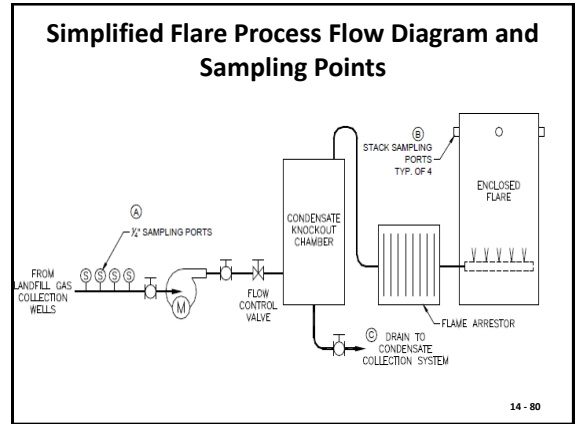 Simplified Flare Process Flow Diagram and
Sampling Points
A
¼" SAMPLING PORTS
S S S S
FROM
LANDFILL GAS
COLLECTION
WELLS
M
FLOW
CONTROL
VALVE
CONDENSATE
KNOCKOUT
CHAMBER
B
STACK SAMPLING
PORTS
TYP. OF 4
ENCLOSED
FLARE
FLAME ARRESTOR
C DRAIN TO
CONDENSATE
COLLECTION SYSTEM
14 - 80